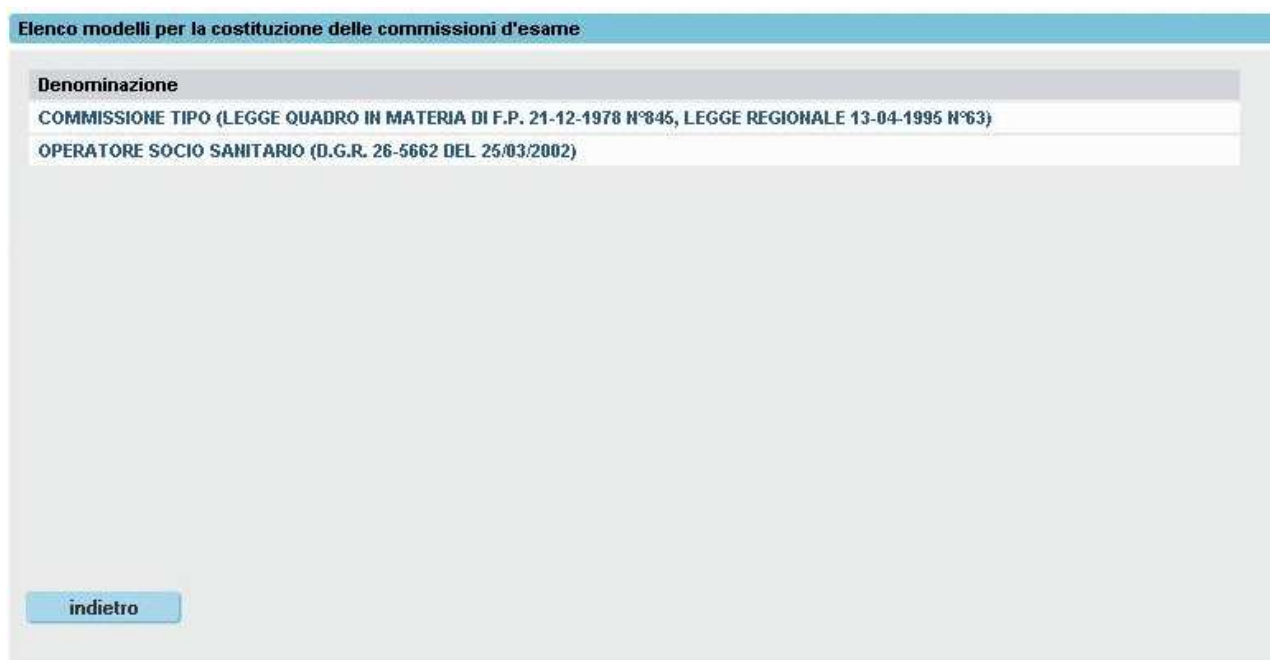 Elenco modelli per la costituzione delle commissioni d'esame
Denominazione
COMMISSIONE TIPO (LEGGE QUADRO IN MATERIA DI F.P. 21-12-1978 N°845, LEGGE REGIONALE 13-04-1995 N°63)
OPERATORE SOCIO SANITARIO (D.G.R. 26-5662 DEL 25/03/2002)
indietro